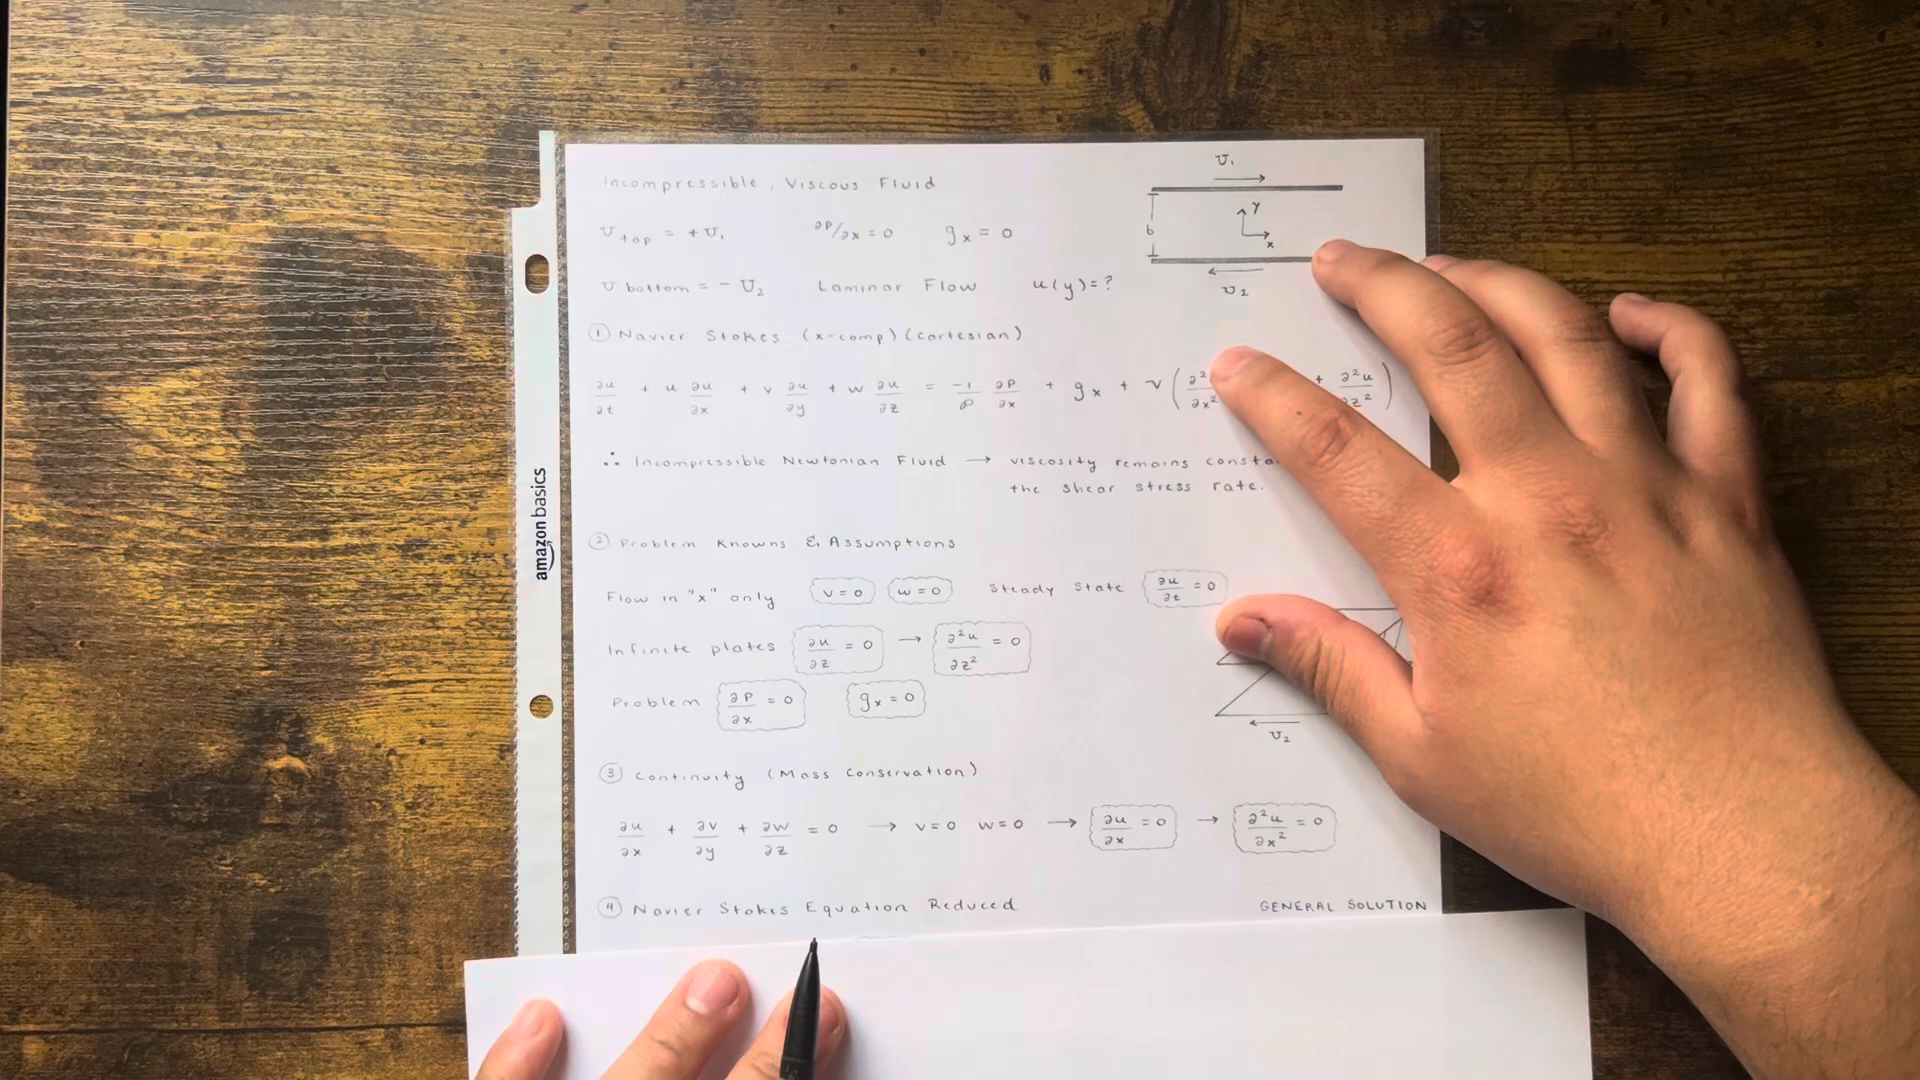 Incompressible, Viscous Fluid
U top = +U₁ ∂P/∂x = 0 gx = 0
U bottom = - U₂ Laminar Flow u(y)=?
U₁
b
y
x
U₂
① Navier Stokes (x-comp) (cartesian)
∂u/∂t + u ∂u/∂x + v ∂u/∂y + w ∂u/∂z = -1/ρ ∂P/∂x + gx + ν ( ∂²/∂x² + ∂²u/∂z² )
∴ Incompressible Newtonian Fluid → viscosity remains
the shear stress rate.
② Problem Knowns & Assumptions
Flow in "x" only v = 0 w = 0 Steady State ∂u/∂t = 0
Infinite plates ∂u/∂z = 0 → ∂²u/∂z² = 0
Problem ∂P/∂x = 0 gx = 0
U₂
③ Continuity (Mass Conservation)
∂u/∂x + ∂v/∂y + ∂w/∂z = 0 → v=0 w=0 → ∂u/∂x = 0 → ∂²u/∂x² = 0
④ Navier Stokes Equation Reduced GENERAL SOLUTION
amazon basics